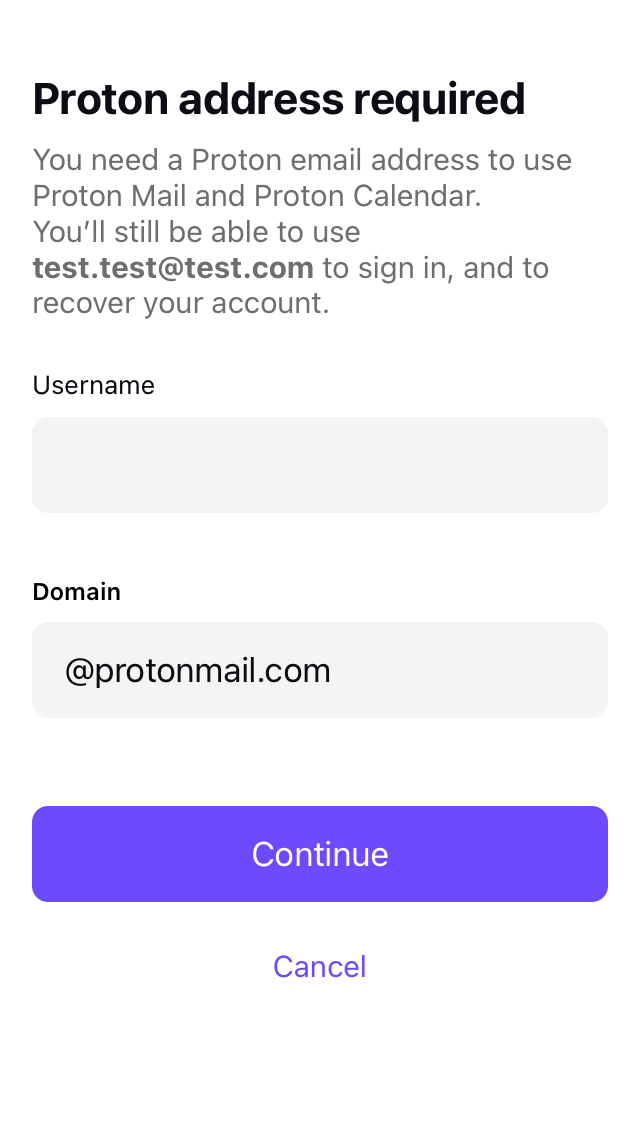 Proton address required
You need a Proton email address to use
Proton Mail and Proton Calendar.
You’ll still be able to use
test.test@test.com to sign in, and to
recover your account.
Username
Domain
@protonmail.com
Continue
Cancel